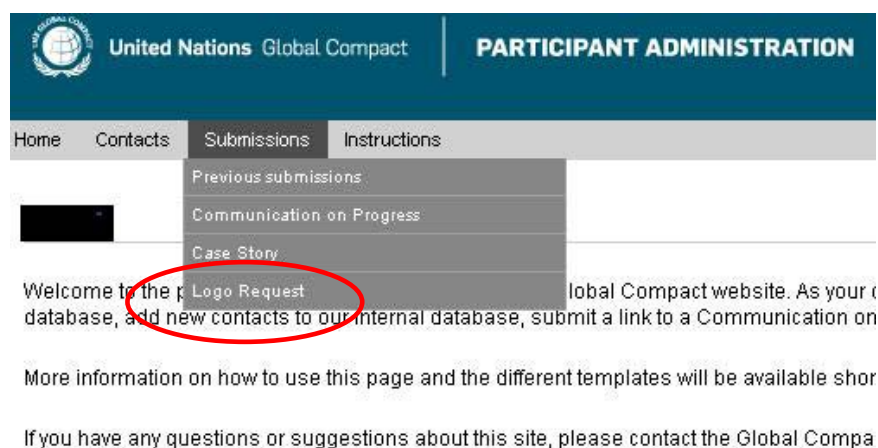 THE GLOBAL COMPACT
United Nations Global Compact
PARTICIPANT ADMINISTRATION
Home Contacts Submissions Instructions
Previous submissions
Communication on Progress
Case Story
Logo Request
Welcome to the p lobal Compact website. As your
database, add new contacts to our internal database, submit a link to a Communication on
More information on how to use this page and the different templates will be available shor
If you have any questions or suggestions about this site, please contact the Global Compa